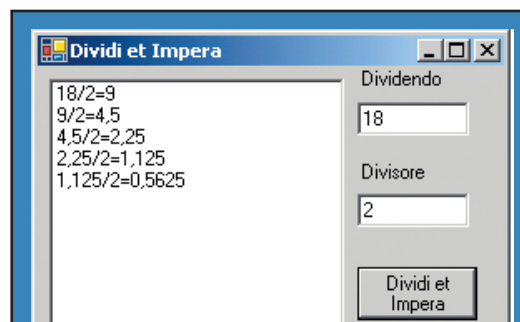 Dividi et Impera
18/2=9
9/2=4,5
4,5/2=2,25
2,25/2=1,125
1,125/2=0,5625
Dividendo
18
Divisore
2
Dividi et
Impera